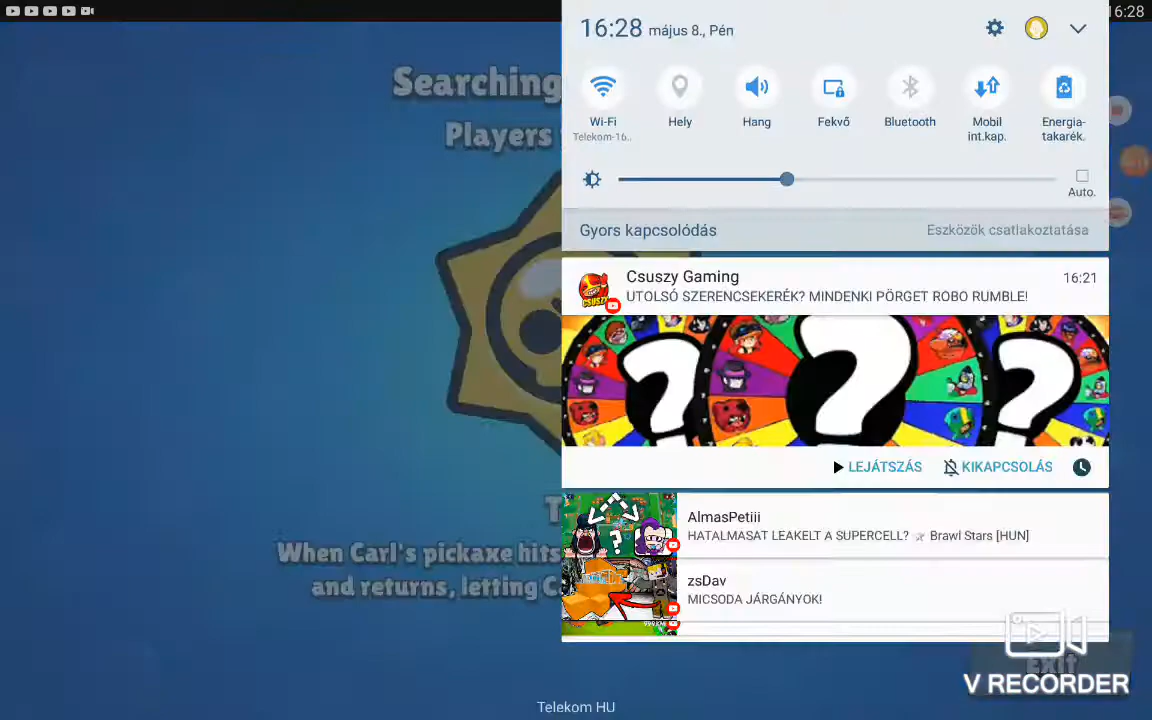 16:28
Searching
Players
16:28 május 8., Pén
Wi-Fi
Telekom-16..
Hely
Hang
Fekvő
Bluetooth
Mobil
int.kap.
Energia-
takarék.
Auto.
Gyors kapcsolódás
Eszközök csatlakoztatása
Csuszy Gaming
16:21
UTOLSÓ SZERENCSEKERÉK? MINDENKI PÖRGET ROBO RUMBLE!
? ? ?
LEJÁTSZÁS
KIKAPCSOLÁS
AlmasPetiii
HATALMASAT LEAKELT A SUPERCELL? ☆ Brawl Stars [HUN]
zsDav
MICSODA JÁRGÁNYOK!
T
When Carl's pickaxe hits
and returns, letting C
EXIT
V RECORDER
Telekom HU